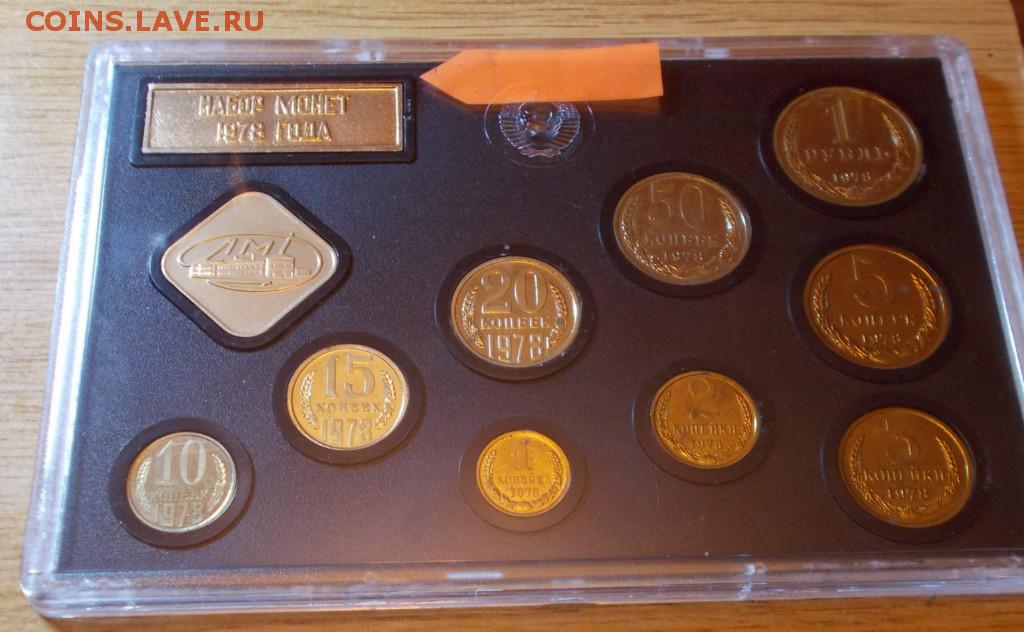 COINS.LAVE.RU
НАБОР МОНЕТ
1978 ГОДА
ЛМД
1
РУБЛЬ
1978
50
КОПЕЕК
1978
20
КОПЕЕК
1978
5
КОПЕЕК
1978
15
КОПЕЕК
1978
2
КОПЕЙКИ
1978
3
КОПЕЙКИ
1978
10
КОПЕЕК
1978
1
КОПЕЙКА
1978